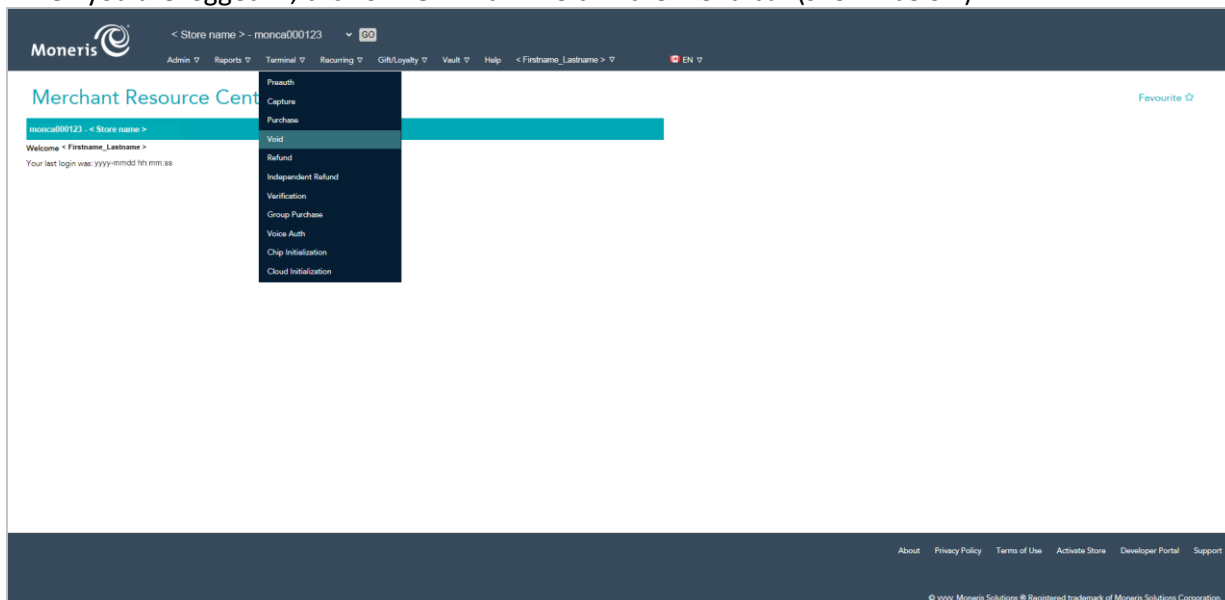 < Store name > - monca000123 GO
Moneris
Admin ▽ Reports ▽ Terminal ▽ Recurring ▽ Gift/Loyalty ▽ Vault ▽ Help < Firstname_Lastname > ▽ EN ▽
Preauth
Merchant Resource Cent
Capture
Favourite ☆
Purchase
monca000123 - < Store name >
Void
Welcome < Firstname_Lastname >
Refund
Your last login was: yyyy-mmdd hh:mm:ss
Independent Refund
Verification
Group Purchase
Voice Auth
Chip Initialization
Cloud Initialization
About Privacy Policy Terms of Use Activate Store Developer Portal Support
© yyyy Moneris Solutions ® Registered trademark of Moneris Solutions Corporation.